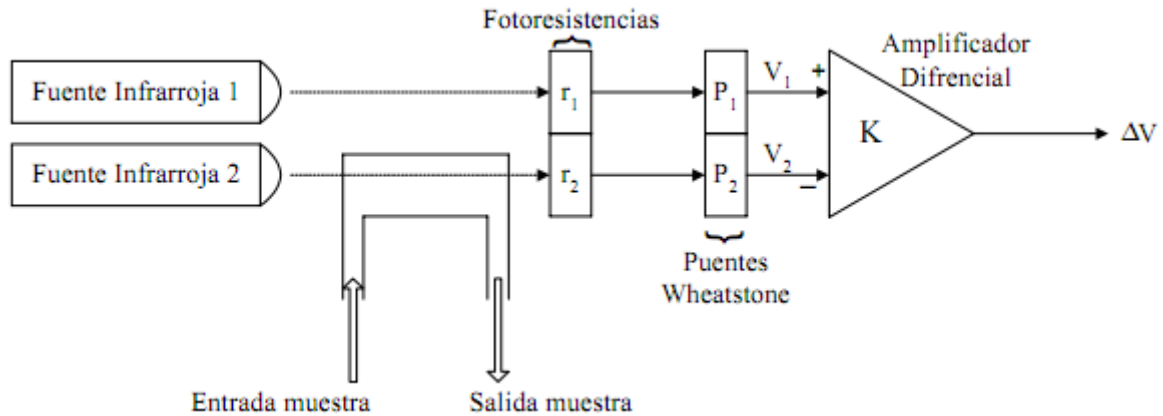 Fotoresistencias
Amplificador
Difrencial
Fuente Infrarroja 1
r1
P1
V1
+
K
ΔV
Fuente Infrarroja 2
r2
P2
V2
–
Puentes
Wheatstone
Entrada muestra
Salida muestra